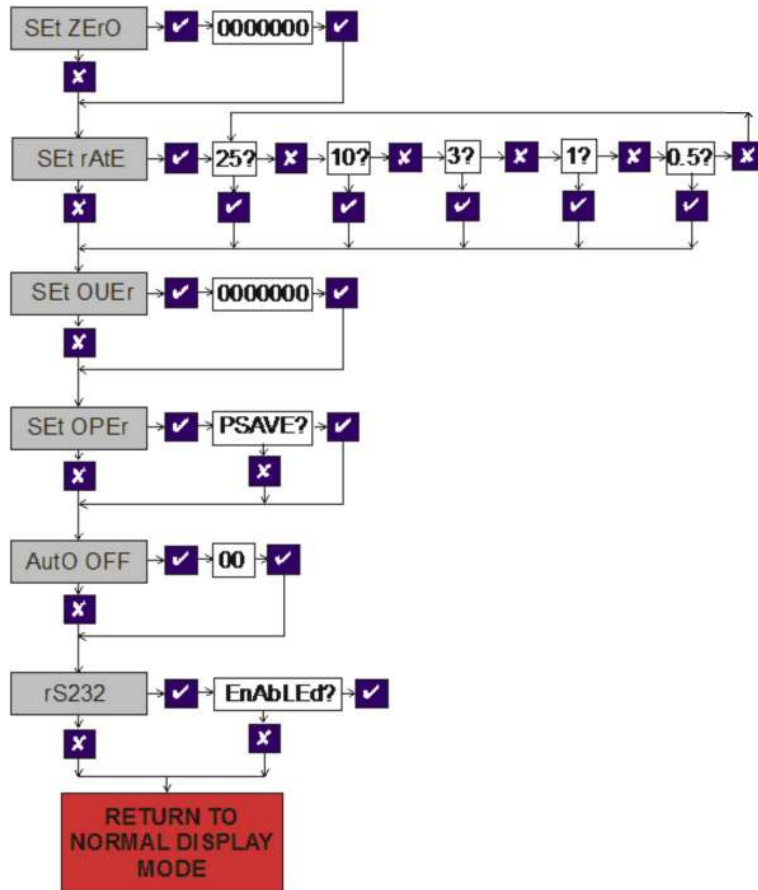 SEt ZErO ✔ 0000000 ✔
✘
SEt rAtE ✔ 25? ✘ 10? ✘ 3? ✘ 1? ✘ 0.5? ✘
✘ ✔ ✔ ✔ ✔ ✔
SEt OUEr ✔ 0000000 ✔
✘
SEt OPEr ✔ PSAVE? ✔
✘ ✘
AutO OFF ✔ 00 ✔
✘
rS232 ✔ EnAbLEd? ✔
✘ ✘
RETURN TO
NORMAL DISPLAY
MODE